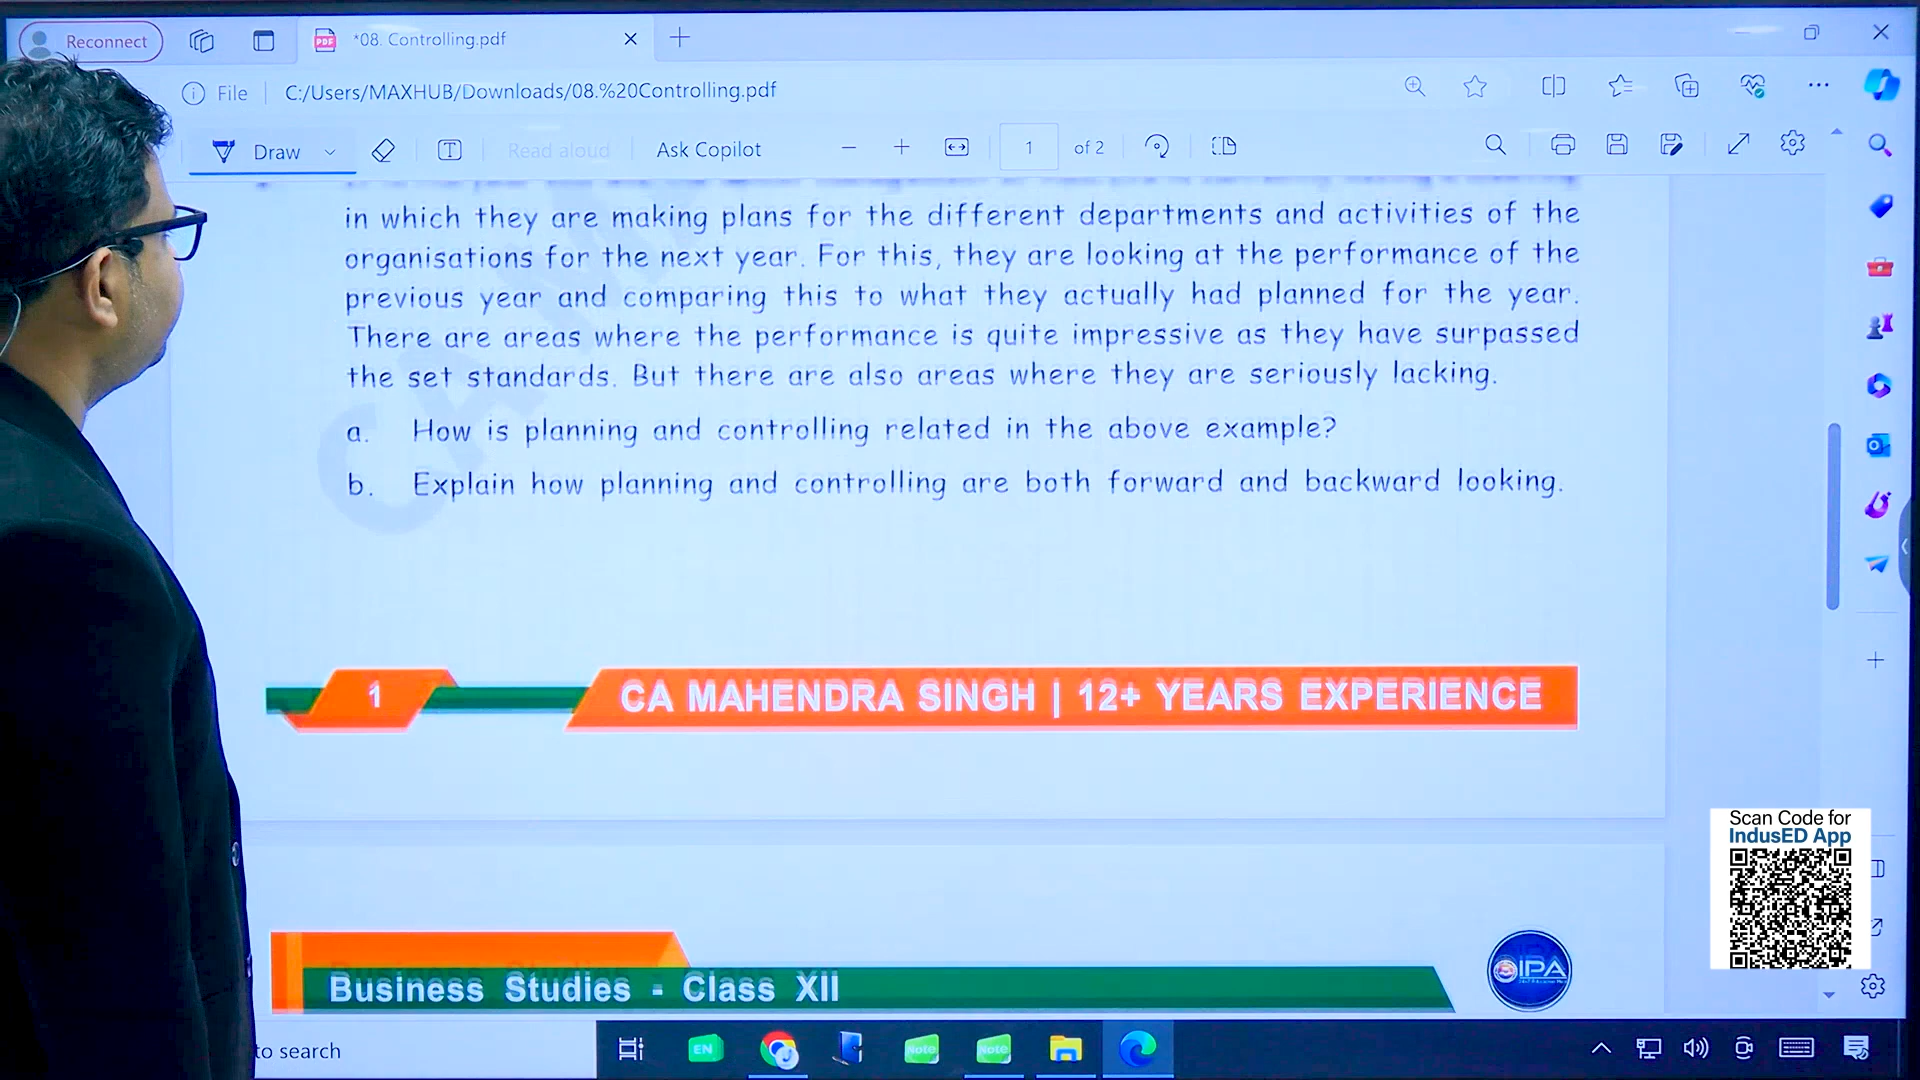 Reconnect
*08. Controlling.pdf
File
C:/Users/MAXHUB/Downloads/08.%20Controlling.pdf
Draw
Read aloud
Ask Copilot
1 of 2
in which they are making plans for the different departments and activities of the
organisations for the next year. For this, they are looking at the performance of the
previous year and comparing this to what they actually had planned for the year.
There are areas where the performance is quite impressive as they have surpassed
the set standards. But there are also areas where they are seriously lacking.
a. How is planning and controlling related in the above example?
b. Explain how planning and controlling are both forward and backward looking.
1
CA MAHENDRA SINGH | 12+ YEARS EXPERIENCE
Scan Code for
IndusED App
IPA
Business Studies - Class XII
to search
EN
Note
Note